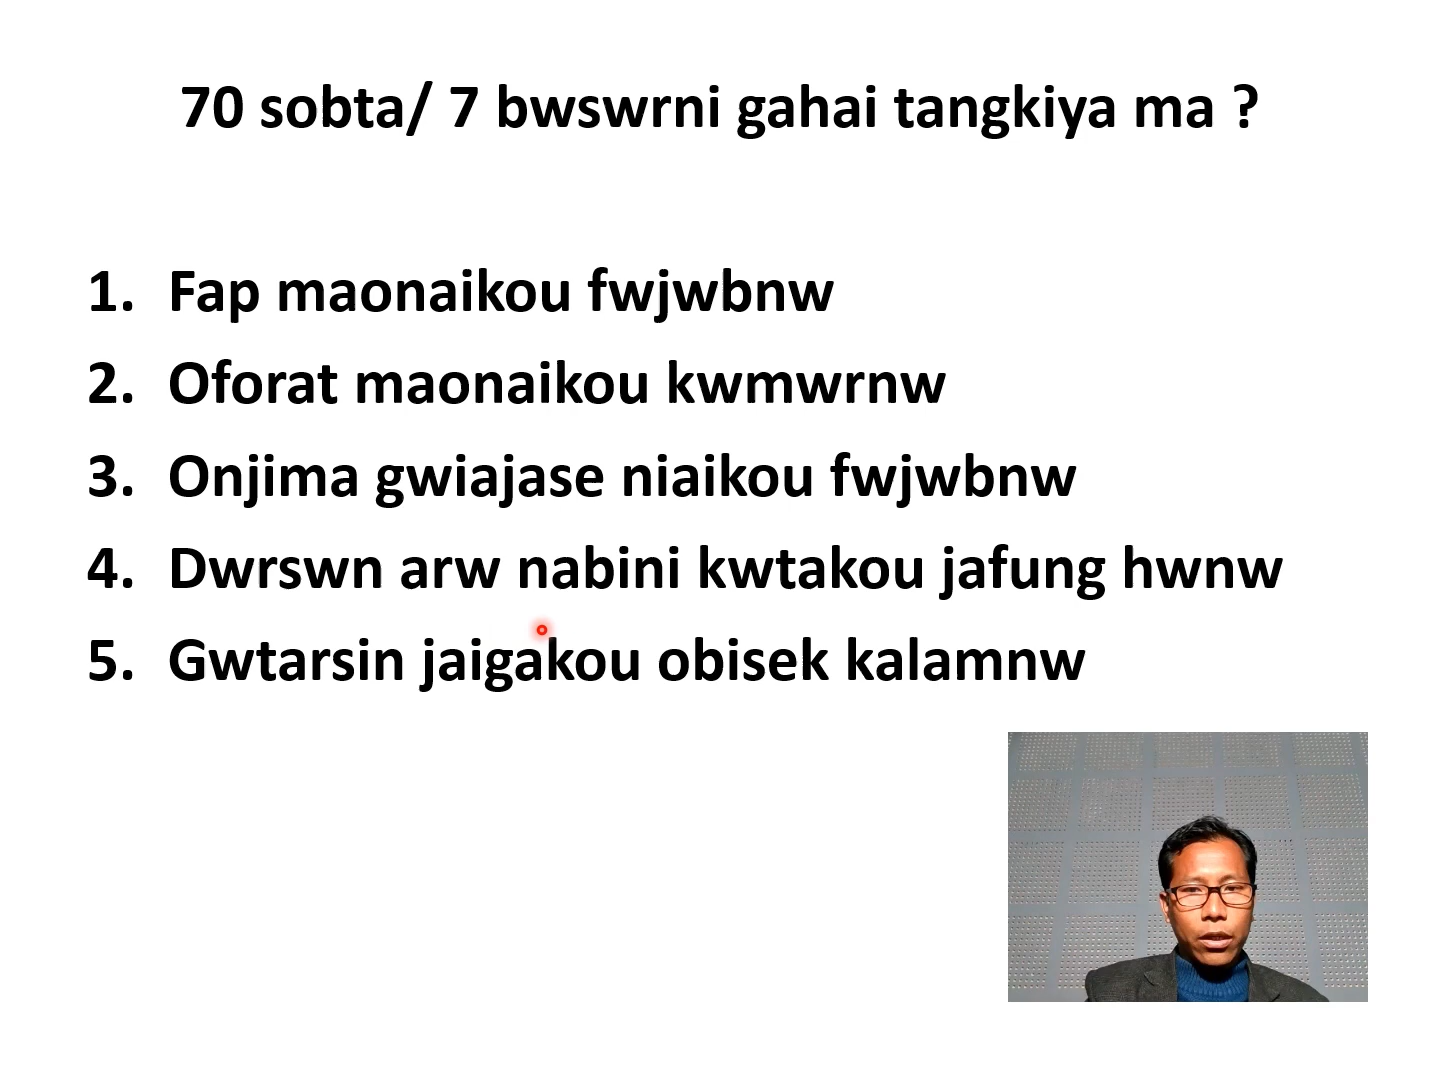 70 sobta/ 7 bwswrni gahai tangkiya ma ?
1. Fap maonaikou fwjwbnw
2. Oforat maonaikou kwmwrnw
3. Onjima gwiajase niaikou fwjwbnw
4. Dwrswn arw nabini kwtakou jafung hwnw
5. Gwtarsin jaigakou obisek kalamnw